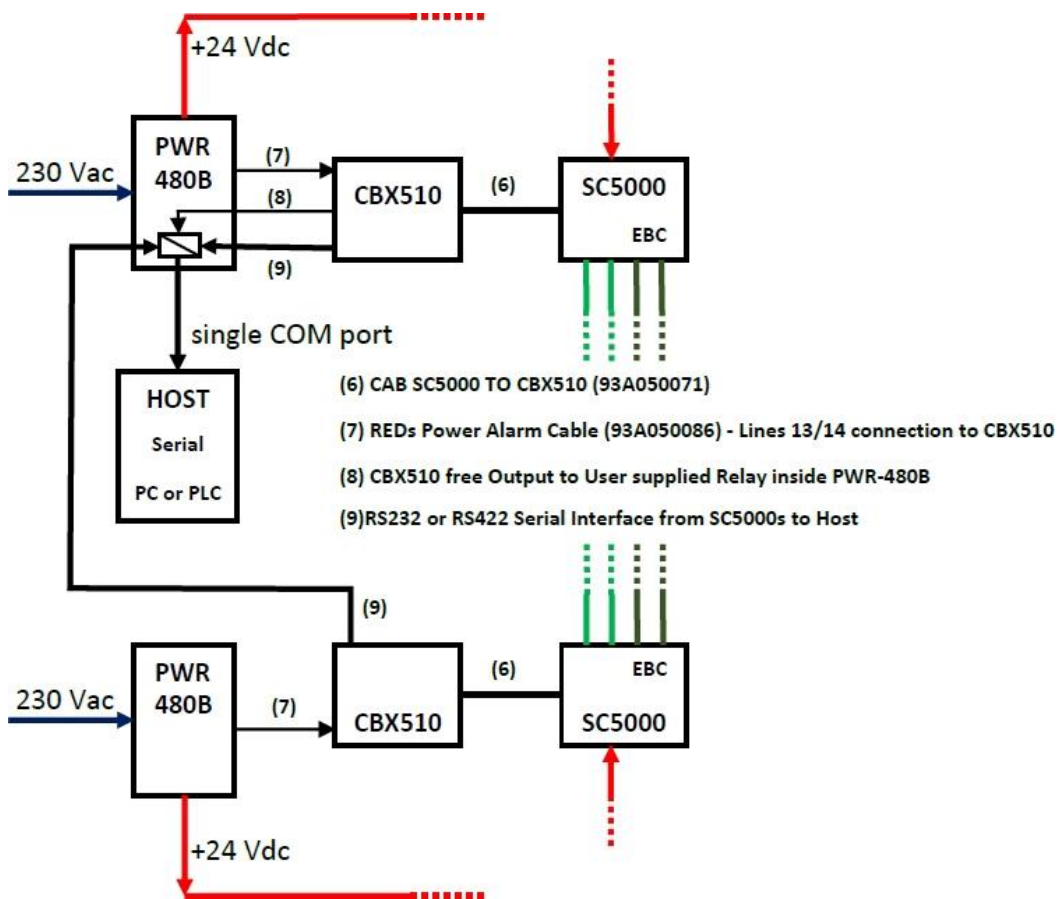 +24 Vdc
230 Vac
PWR
480B
(7)
(8)
(9)
CBX510
(6)
SC5000
EBC
single COM port
HOST
Serial
PC or PLC
(6) CAB SC5000 TO CBX510 (93A050071)
(7) REDs Power Alarm Cable (93A050086) - Lines 13/14 connection to CBX510
(8) CBX510 free Output to User supplied Relay inside PWR-480B
(9)RS232 or RS422 Serial Interface from SC5000s to Host
(9)
230 Vac
PWR
480B
(7)
CBX510
(6)
EBC
SC5000
+24 Vdc